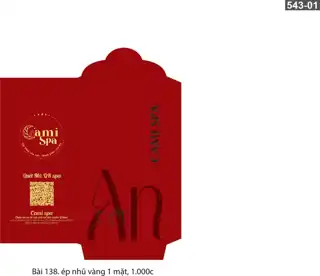 543-01
Cami
Spa
CAMI SPA
Quét Mã QR spa
Cami spa
An
Bài 138. ép nhũ vàng 1 mặt, 1.000c